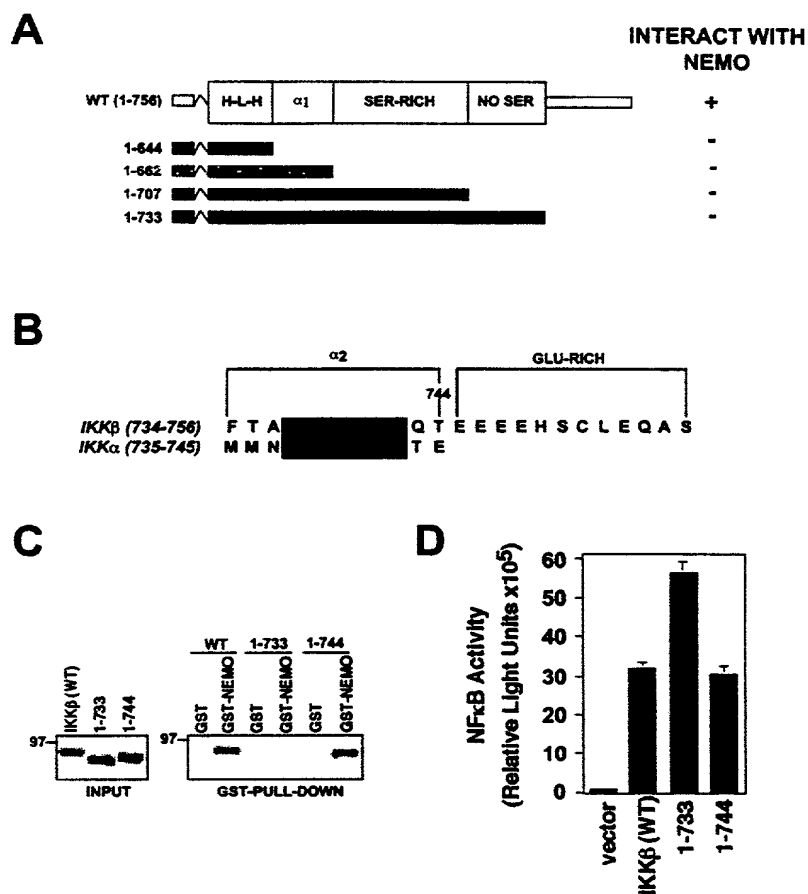 A
INTERACT WITH
NEMO
WT (1-756) H-L-H α1 SER-RICH NO SER +
1-644 -
1-662 -
1-707 -
1-733 -
B
α2 GLU-RICH
744
IKKβ (734-756) F T A Q T E E E E H S C L E Q A S
IKKα (735-745) M M N T E
C
WT 1-733 1-744
IKKβ (WT) 1-733 1-744
GST GST-NEMO GST GST-NEMO GST GST-NEMO
97 97
INPUT GST-PULL-DOWN
D
NFκB Activity
(Relative Light Units x10⁵)
60
50
40
30
20
10
0
vector IKKβ (WT) 1-733 1-744